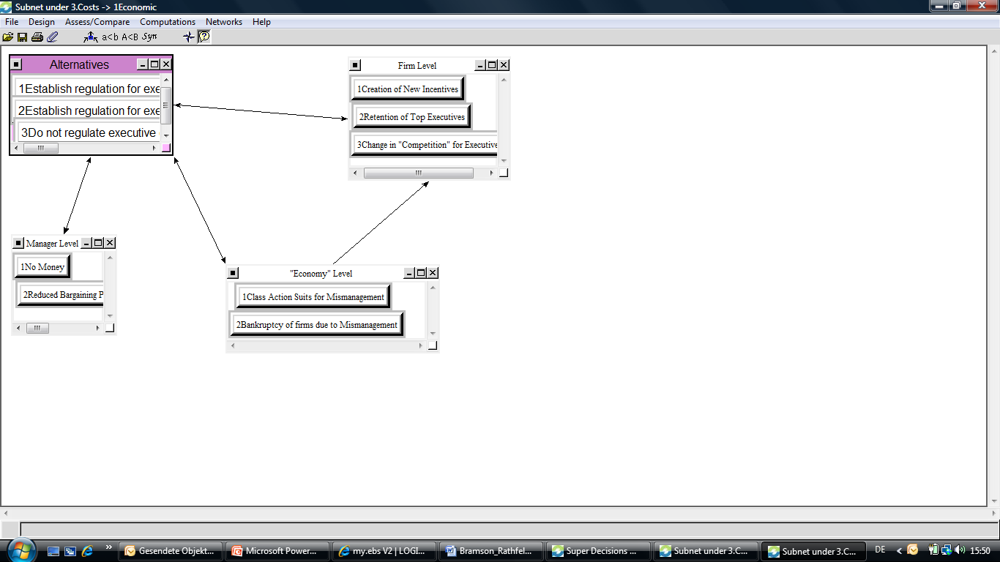 Subnet under 3.Costs -> 1Economic
File Design Assess/Compare Computations Networks Help
a<b A<B Syn
Alternatives
1Establish regulation for exe
2Establish regulation for exe
3Do not regulate executive
Firm Level
1Creation of New Incentives
2Retention of Top Executives
3Change in "Competition" for Executive
Manager Level
1No Money
2Reduced Bargaining P
"Economy" Level
1Class Action Suits for Mismanagement
2Bankruptcy of firms due to Mismanagement
Gesendete Objekt... Microsoft Power... my.ebs V2 | LOGI... Bramson_Rathfel... Super Decisions ... Subnet under 3.C... Subnet under 3.C... DE 15:50